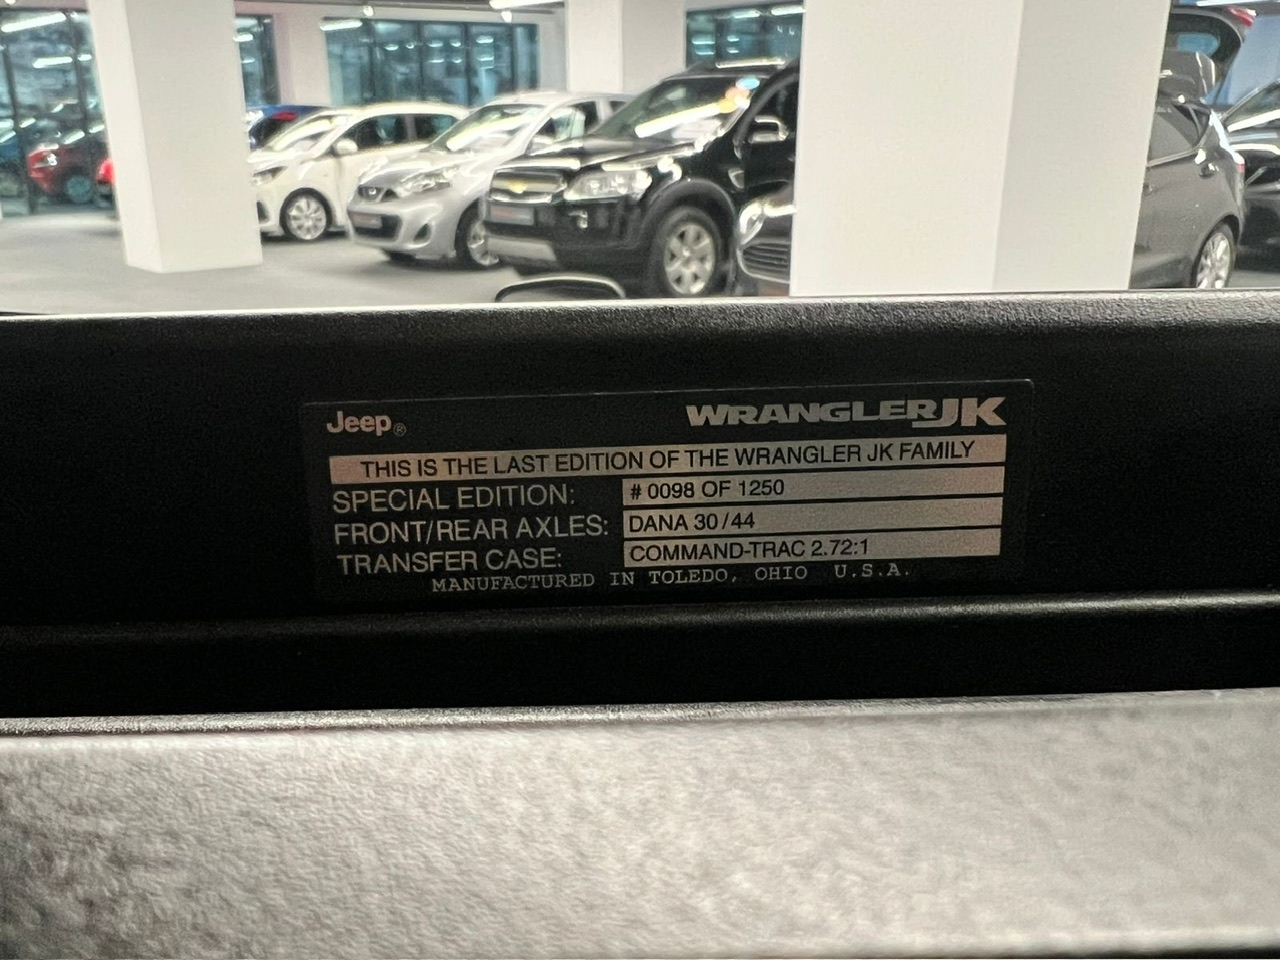 Jeep®
WRANGLER JK
THIS IS THE LAST EDITION OF THE WRANGLER JK FAMILY
SPECIAL EDITION: # 0098 OF 1250
FRONT/REAR AXLES: DANA 30/44
TRANSFER CASE: COMMAND-TRAC 2.72:1
MANUFACTURED IN TOLEDO, OHIO U.S.A.